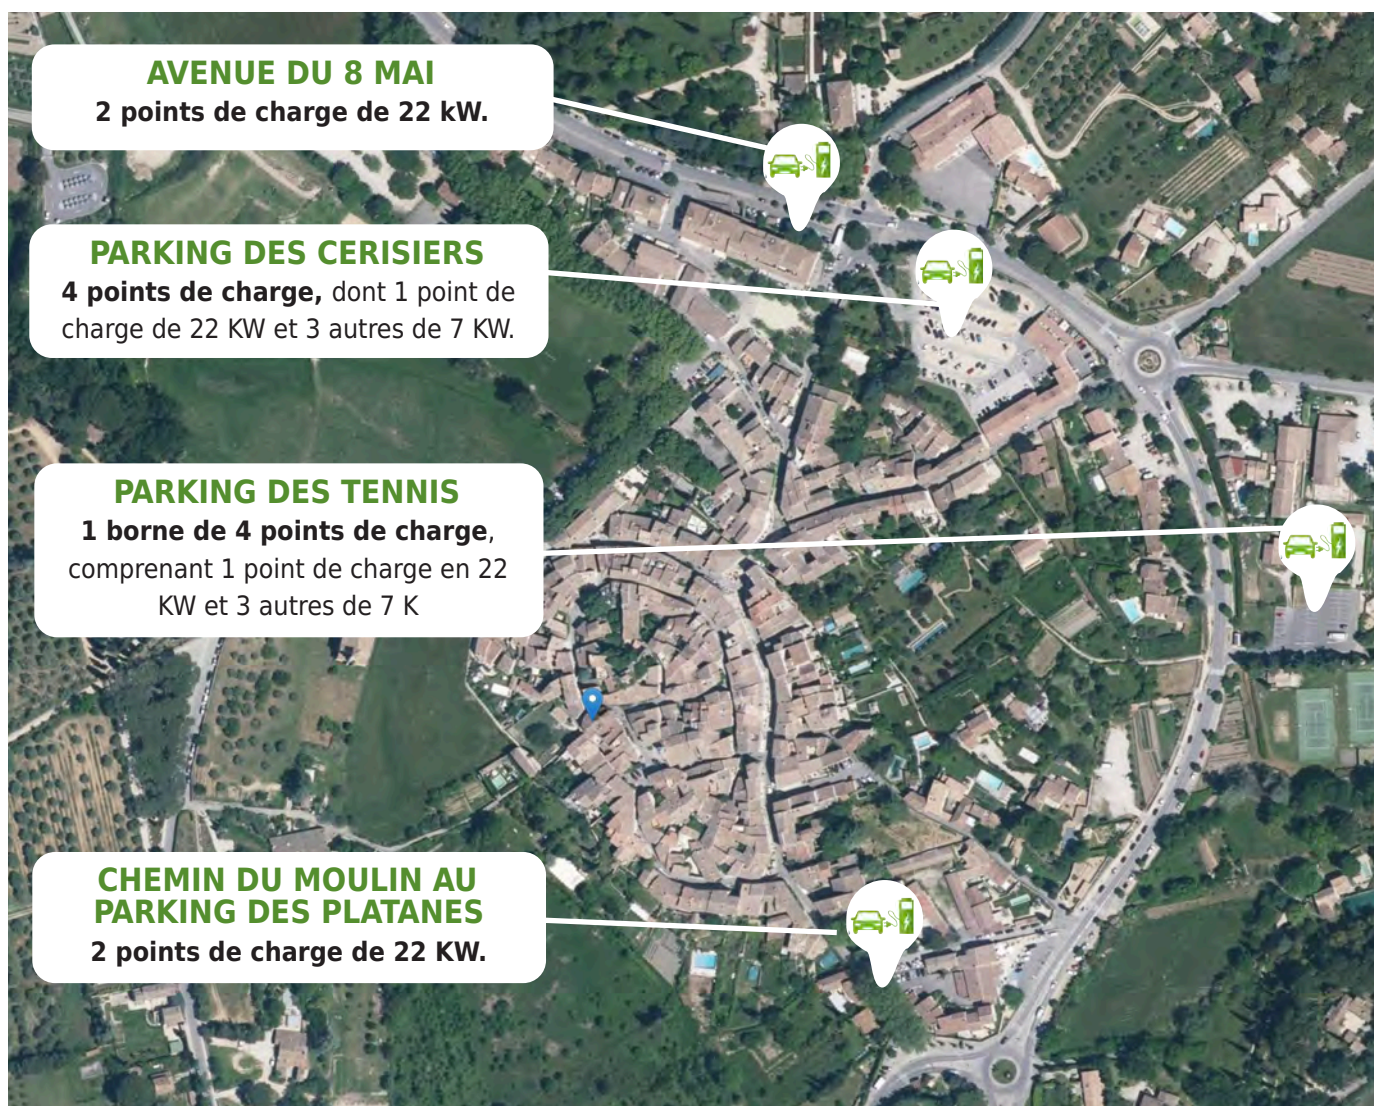 AVENUE DU 8 MAI
2 points de charge de 22 kW.
PARKING DES CERISIERS
4 points de charge, dont 1 point de
charge de 22 KW et 3 autres de 7 KW.
PARKING DES TENNIS
1 borne de 4 points de charge,
comprenant 1 point de charge en 22
KW et 3 autres de 7 K
CHEMIN DU MOULIN AU
PARKING DES PLATANES
2 points de charge de 22 KW.